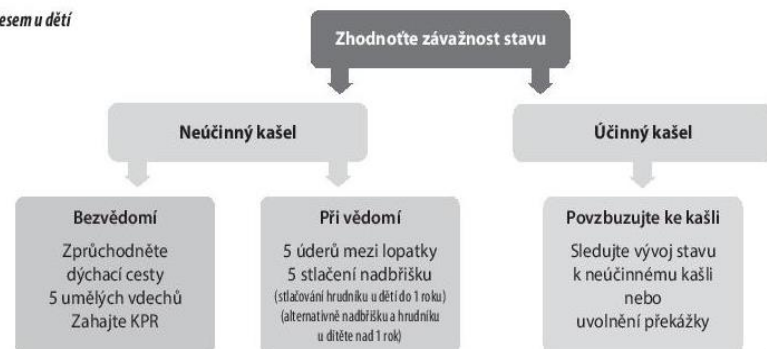 esem u dětí
Zhodnoťte závažnost stavu
Neúčinný kašel
Účinný kašel
Bezvědomí
Zprůchodněte
dýchací cesty
5 umělých vdechů
Zahajte KPR
Při vědomí
5 úderů mezi lopatky
5 stlačení nadbřišku
(stlačování hrudníku u dětí do 1 roku)
(alternativně nadbřišku a hrudníku
u dítěte nad 1 rok)
Povzbuzujte ke kašli
Sledujte vývoj stavu
k neúčinnému kašli
nebo
uvolnění překážky